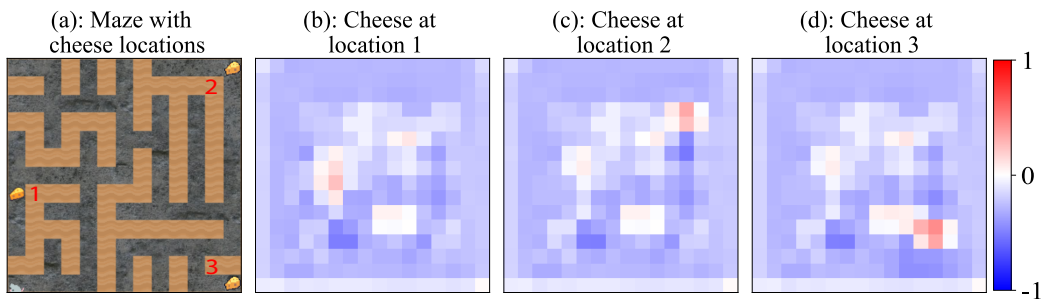 (a): Maze with
cheese locations
(b): Cheese at
location 1
(c): Cheese at
location 2
(d): Cheese at
location 3
2
1
3
1
0
-1